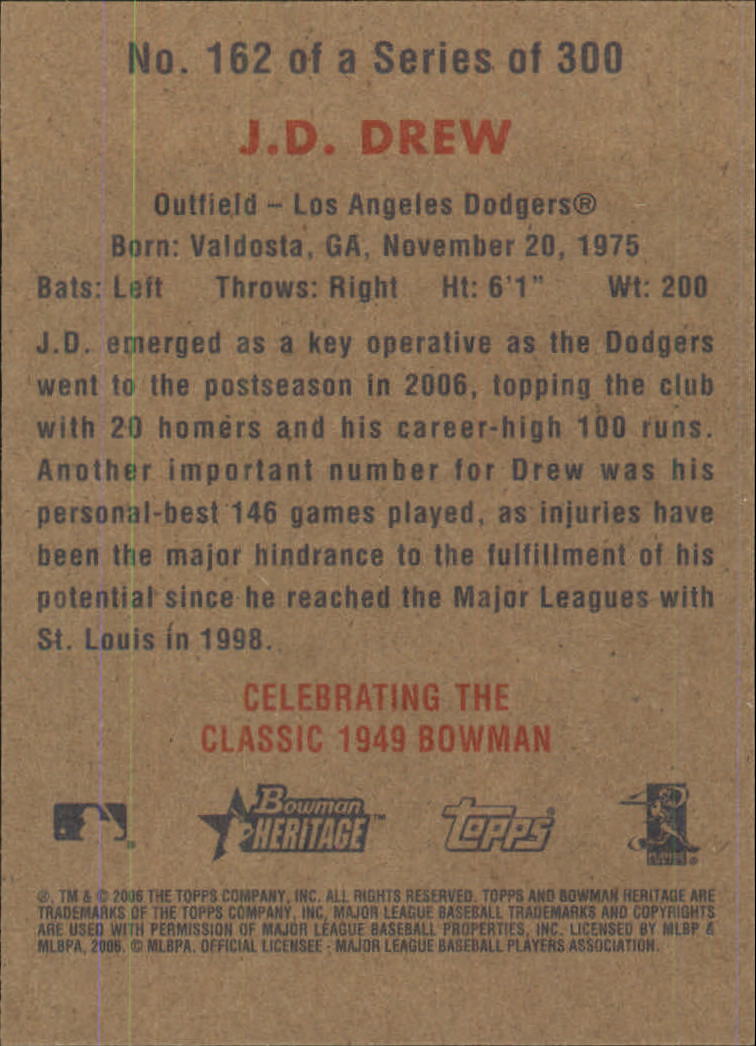 No. 162 of a Series of 300
J.D. DREW
Outfield – Los Angeles Dodgers®
Born: Valdosta, GA, November 20, 1975
Bats: Left Throws: Right Ht: 6'1" Wt: 200
J.D. emerged as a key operative as the Dodgers
went to the postseason in 2006, topping the club
with 20 homers and his career-high 100 runs.
Another important number for Drew was his
personal-best 146 games played, as injuries have
been the major hindrance to the fulfillment of his
potential since he reached the Major Leagues with
St. Louis in 1998.
CELEBRATING THE
CLASSIC 1949 BOWMAN
Bowman
HERITAGE™
Topps®
PLAYERS
®, TM & © 2006 THE TOPPS COMPANY, INC. ALL RIGHTS RESERVED. TOPPS AND BOWMAN HERITAGE ARE
TRADEMARKS OF THE TOPPS COMPANY, INC, MAJOR LEAGUE BASEBALL TRADEMARKS AND COPYRIGHTS
ARE USED WITH PERMISSION OF MAJOR LEAGUE BASEBALL PROPERTIES, INC. LICENSED BY MLBP &
MLBPA, 2006. © MLBPA. OFFICIAL LICENSEE - MAJOR LEAGUE BASEBALL PLAYERS ASSOCIATION.